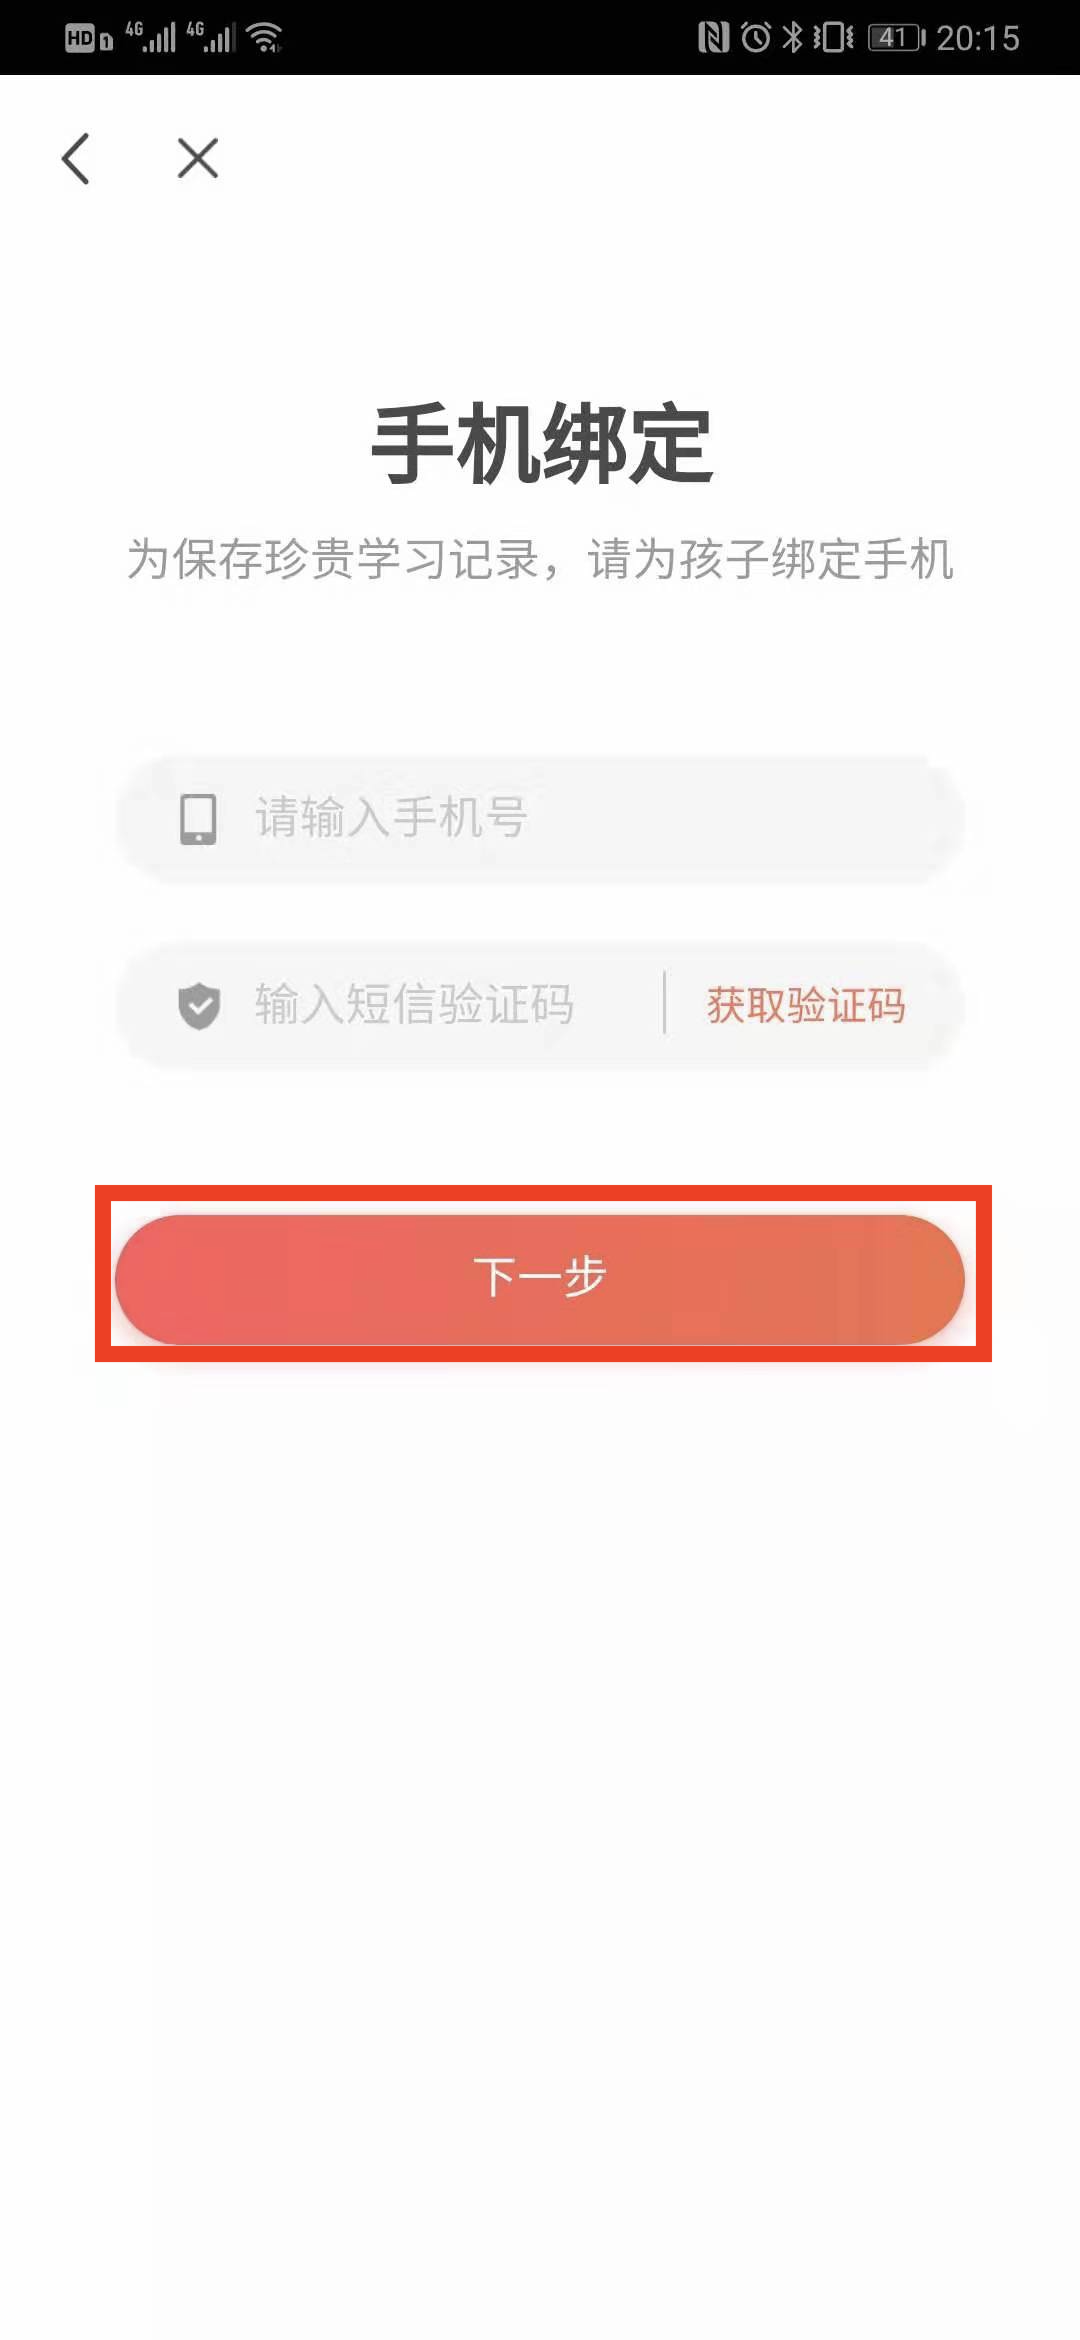 HD 1 4G 4G 41 20:15
手机绑定
为保存珍贵学习记录，请为孩子绑定手机
请输入手机号
输入短信验证码 获取验证码
下一步